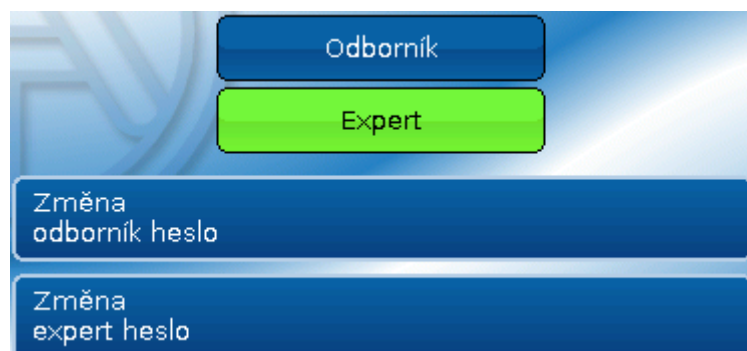 Odborník
Expert
Změna
odborník heslo
Změna
expert heslo